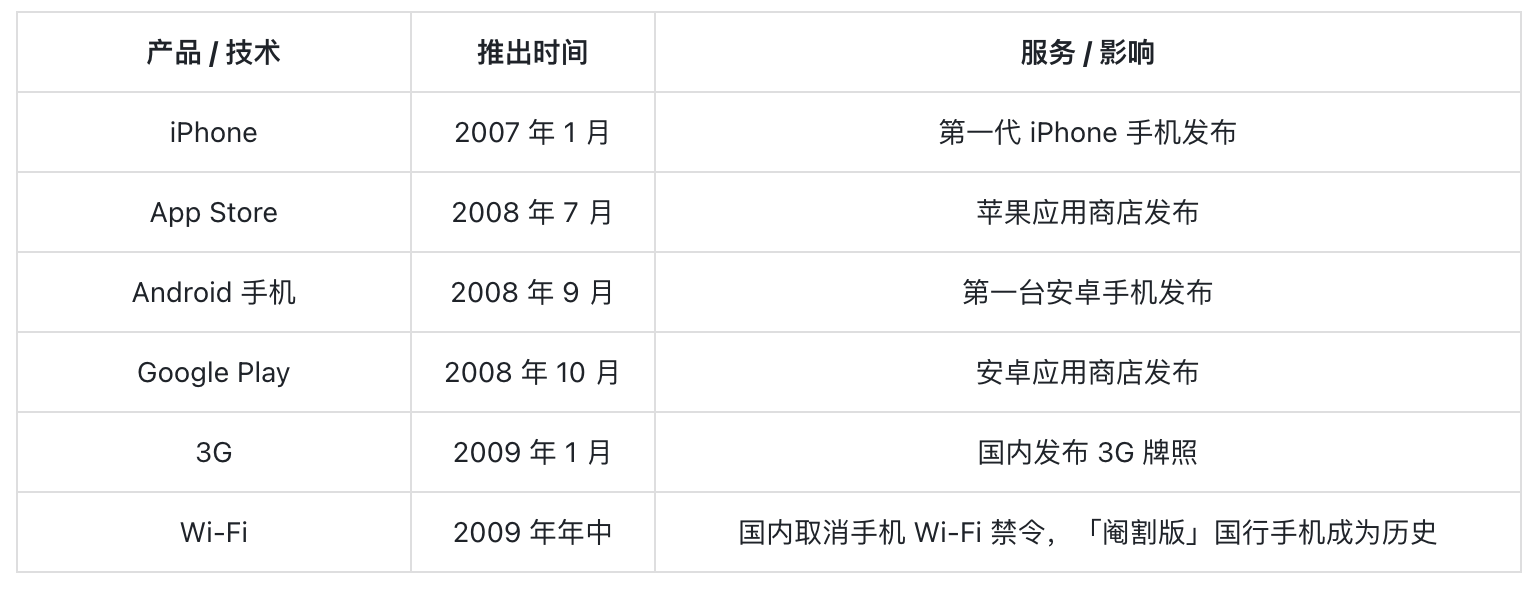 产品 / 技术 推出时间 服务 / 影响
iPhone 2007 年 1 月 第一代 iPhone 手机发布
App Store 2008 年 7 月 苹果应用商店发布
Android 手机 2008 年 9 月 第一台安卓手机发布
Google Play 2008 年 10 月 安卓应用商店发布
3G 2009 年 1 月 国内发布 3G 牌照
Wi-Fi 2009 年年中 国内取消手机 Wi-Fi 禁令，「阉割版」国行手机成为历史